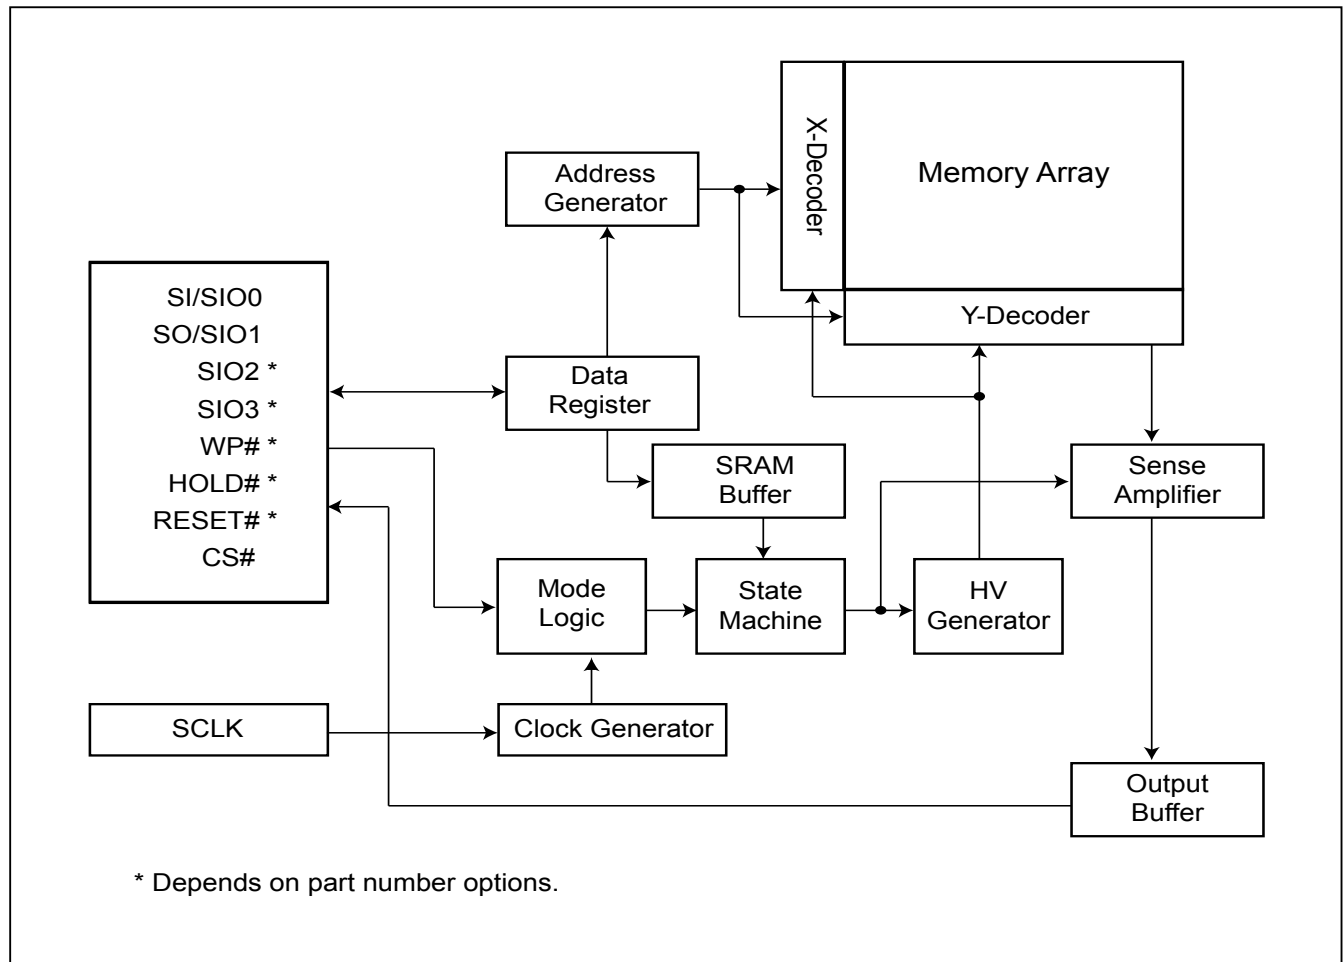 X-Decoder
Memory Array
Address
Generator
SI/SIO0
SO/SIO1
SIO2 *
SIO3 *
WP# *
HOLD# *
RESET# *
CS#
Y-Decoder
Data
Register
SRAM
Buffer
Sense
Amplifier
Mode
Logic
State
Machine
HV
Generator
SCLK
Clock Generator
Output
Buffer
* Depends on part number options.